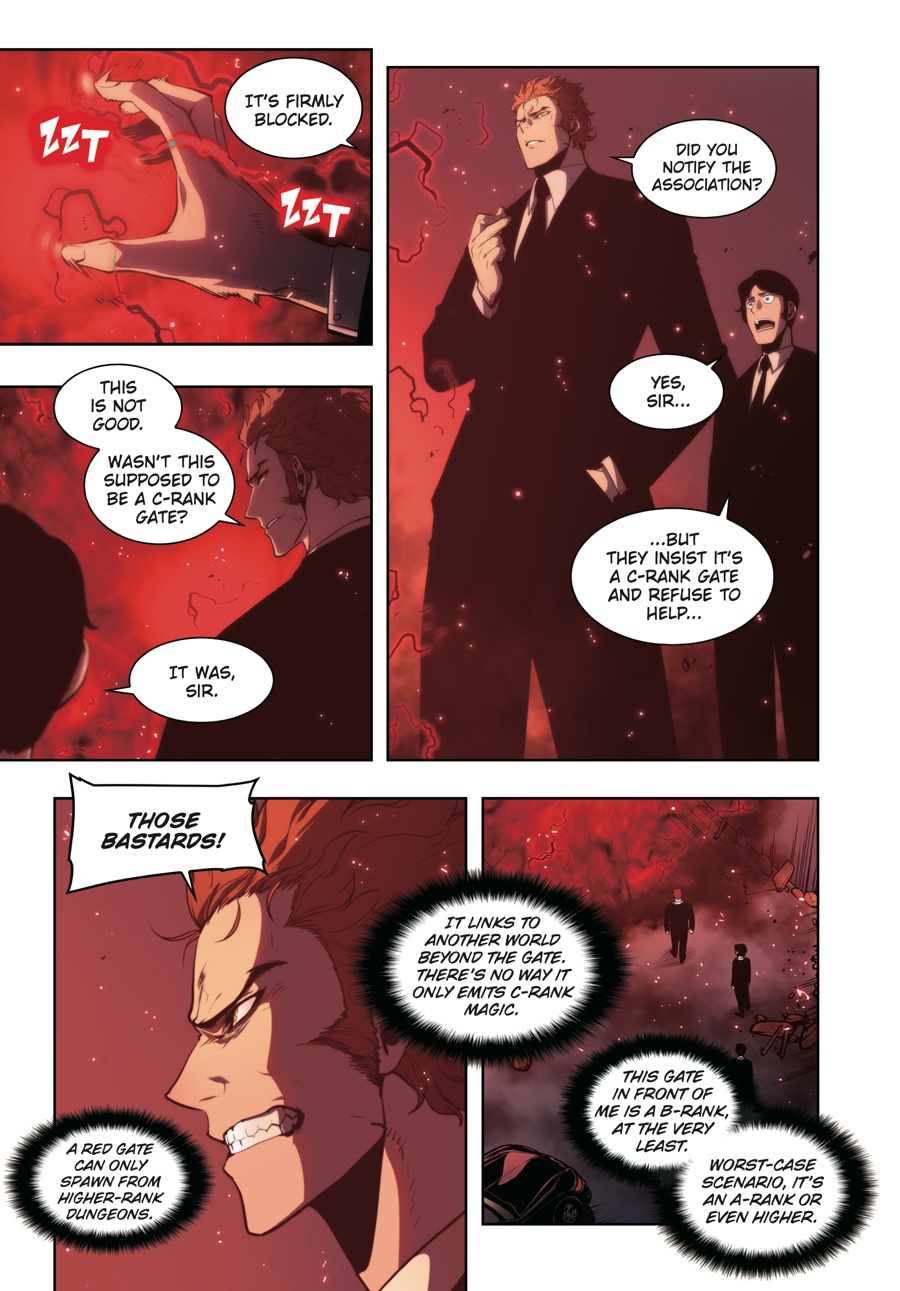 IT'S FIRMLY
BLOCKED.
ZZT
ZZT
THIS
IS NOT
GOOD.
WASN'T THIS
SUPPOSED TO
BE A C-RANK
GATE?
IT WAS,
SIR.
DID YOU
NOTIFY THE
ASSOCIATION?
YES,
SIR...
...BUT
THEY INSIST IT'S
A C-RANK GATE
AND REFUSE TO
HELP...
THOSE
BASTARDS!
A RED GATE
CAN ONLY
SPAWN FROM
HIGHER-RANK
DUNGEONS.
IT LINKS TO
ANOTHER WORLD
BEYOND THE GATE.
THERE'S NO WAY IT
ONLY EMITS C-RANK
MAGIC.
THIS GATE
IN FRONT OF
ME IS A B-RANK,
AT THE VERY
LEAST.
WORST-CASE
SCENARIO, IT'S
AN A-RANK OR
EVEN HIGHER.